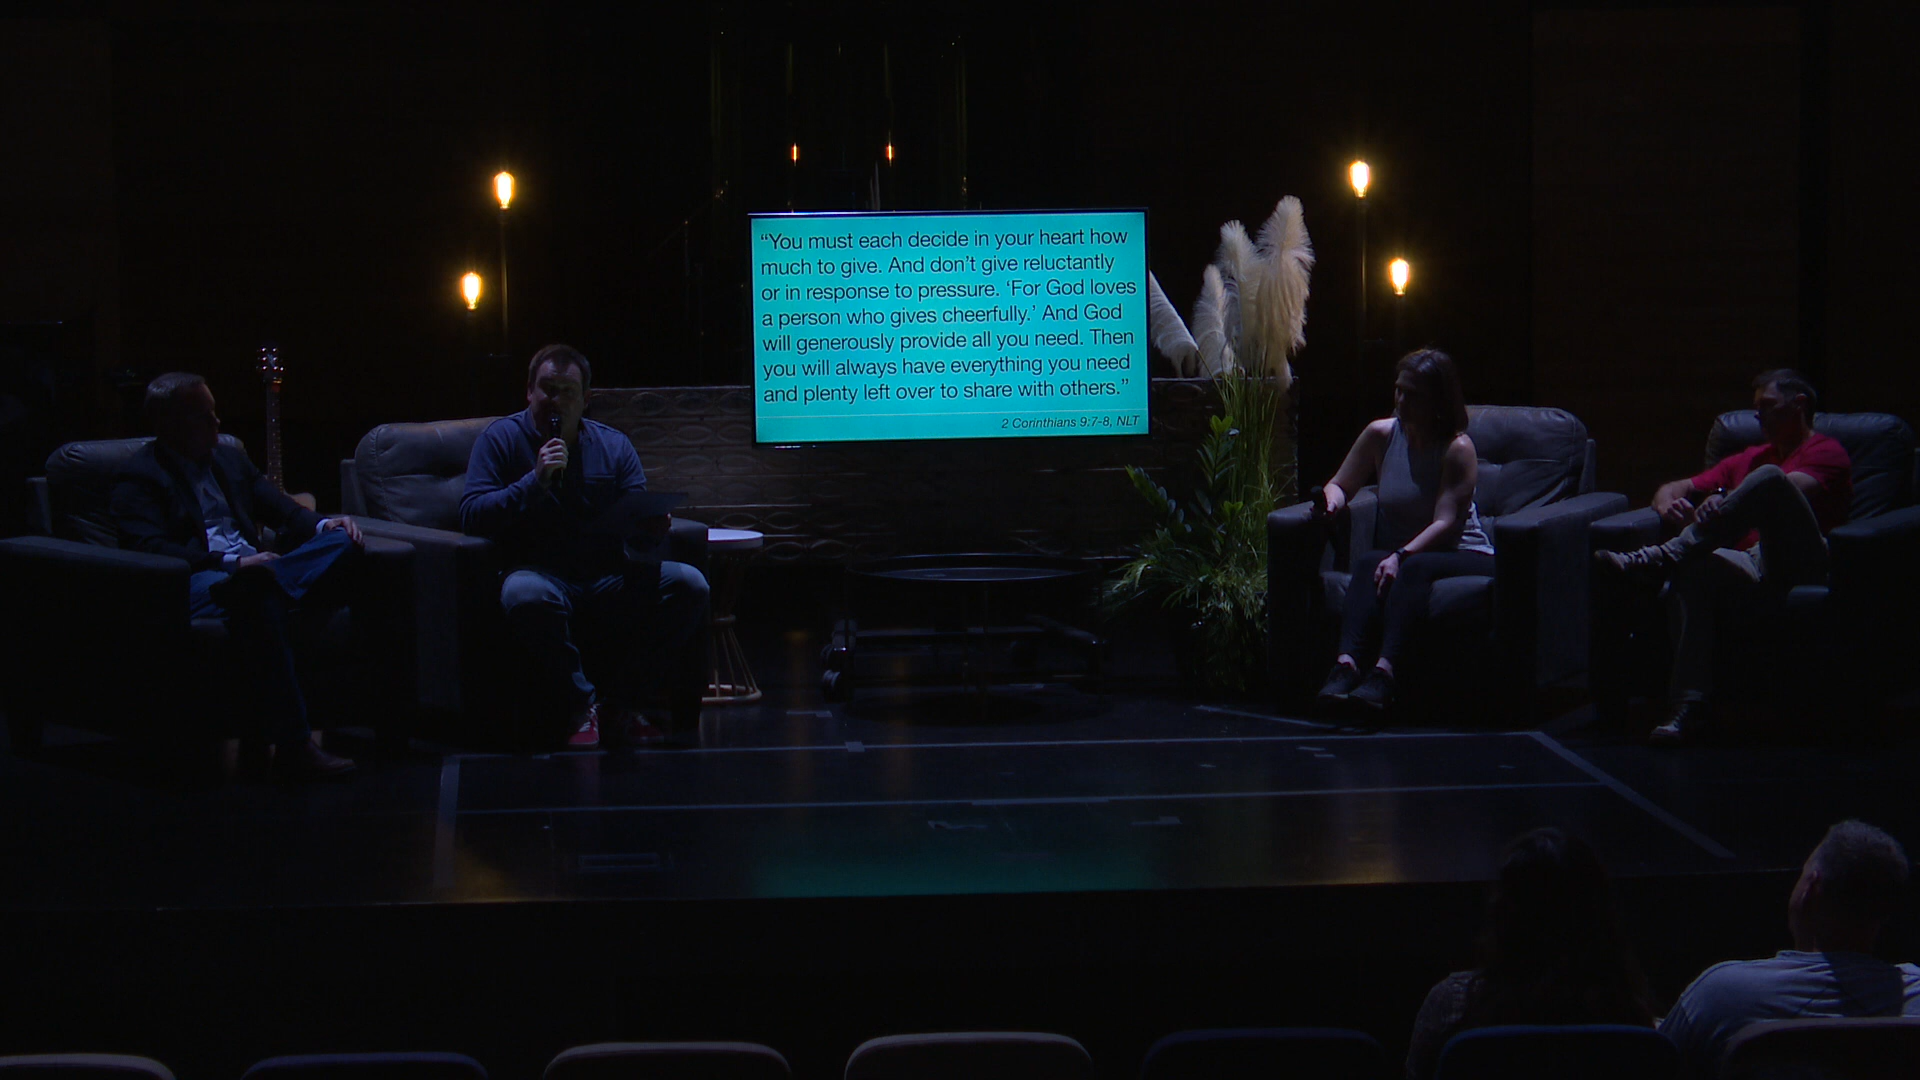 “You must each decide in your heart how
much to give. And don’t give reluctantly
or in response to pressure. ‘For God loves
a person who gives cheerfully.’ And God
will generously provide all you need. Then
you will always have everything you need
and plenty left over to share with others.”
2 Corinthians 9:7-8, NLT